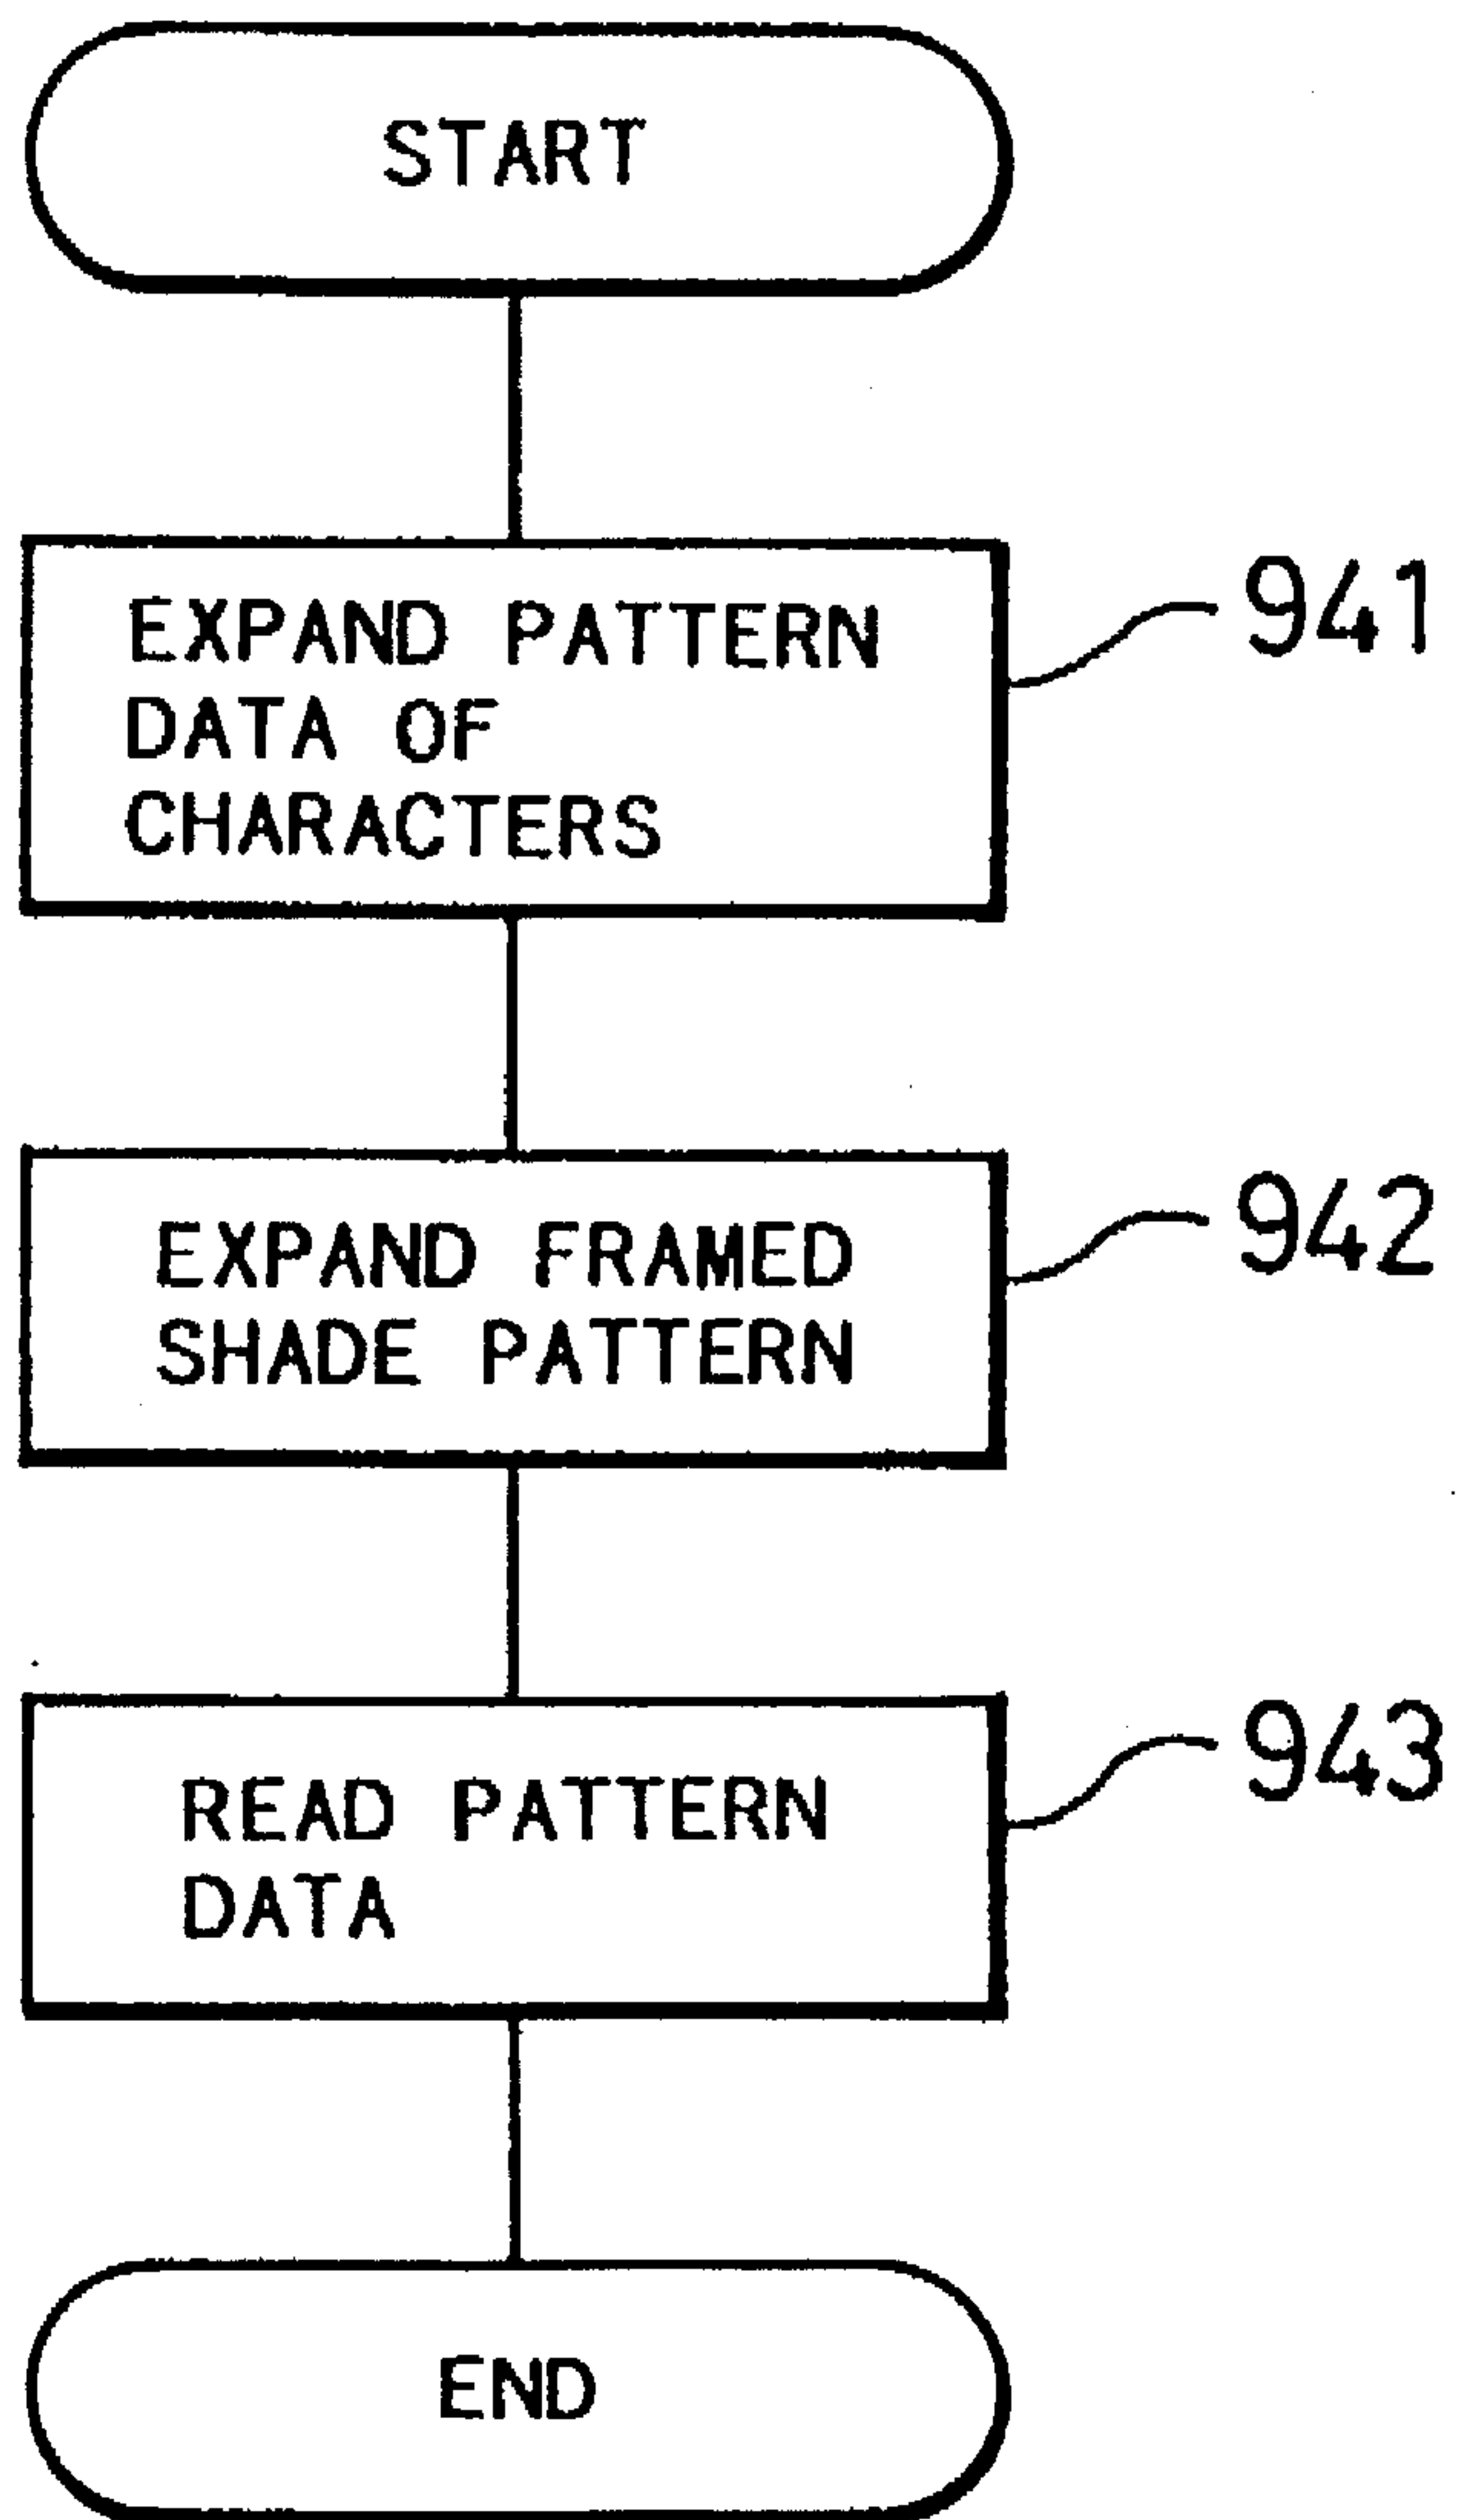 START
EXPAND PATTERN
DATA OF
CHARACTERS
941
EXPAND FRAMED
SHADE PATTERN
942
READ PATTERN
DATA
943
END